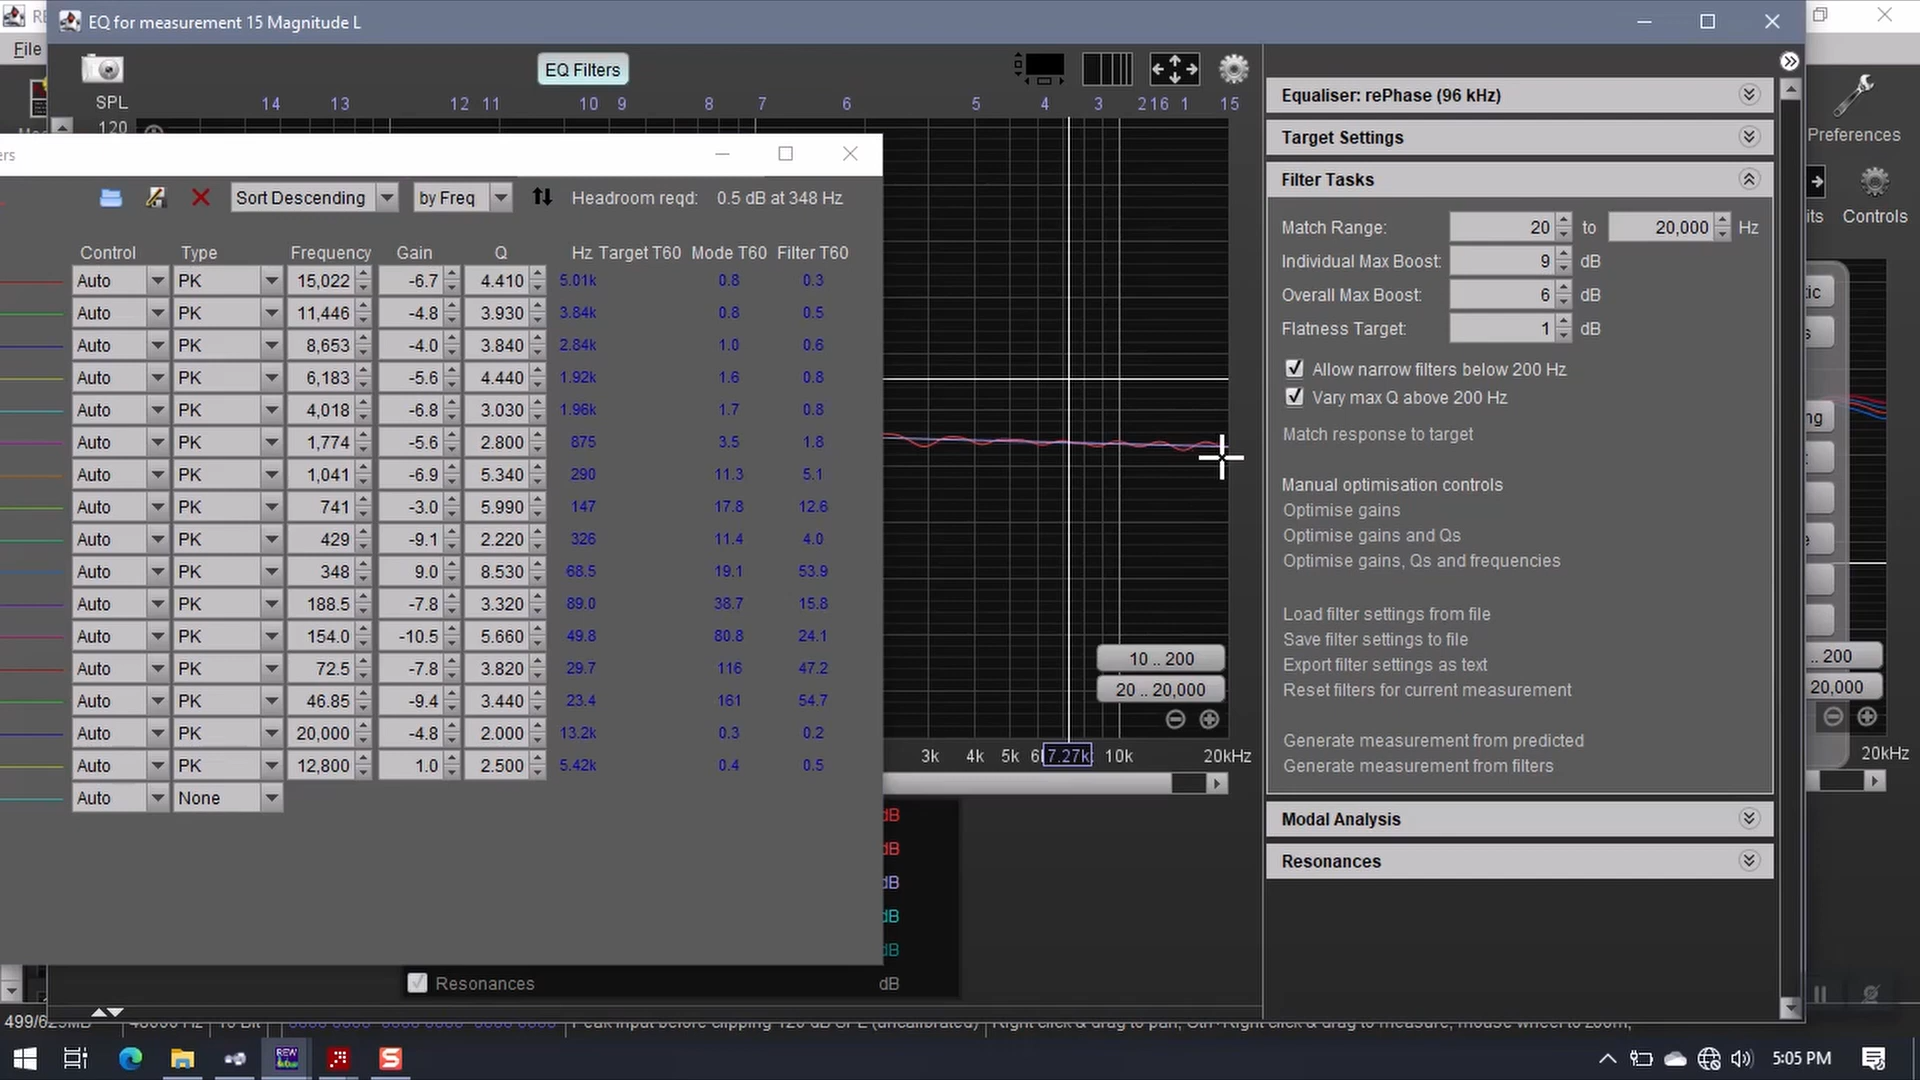 EQ for measurement 15 Magnitude L
File
EQ Filters
SPL
14 13 12 11 10 9 8 7 6 5 4 3 2 16 1 15
120
Equaliser: rePhase (96 kHz)
Target Settings
Filter Tasks
Match Range: 20 to 20,000 Hz
Individual Max Boost: 9 dB
Overall Max Boost: 6 dB
Flatness Target: 1 dB
Allow narrow filters below 200 Hz
Vary max Q above 200 Hz
Match response to target
Manual optimisation controls
Optimise gains
Optimise gains and Qs
Optimise gains, Qs and frequencies
Load filter settings from file
Save filter settings to file
Export filter settings as text
Reset filters for current measurement
Generate measurement from predicted
Generate measurement from filters
Modal Analysis
Resonances
Preferences
Controls
ers
Sort Descending by Freq Headroom reqd: 0.5 dB at 348 Hz
Control Type Frequency Gain Q Hz Target T60 Mode T60 Filter T60
Auto PK 15,022 -6.7 4.410 5.01k 0.8 0.3
Auto PK 11,446 -4.8 3.930 3.84k 0.8 0.5
Auto PK 8,653 -4.0 3.840 2.84k 1.0 0.6
Auto PK 6,183 -5.6 4.440 1.92k 1.6 0.8
Auto PK 4,018 -6.8 3.030 1.96k 1.7 0.8
Auto PK 1,774 -5.6 2.800 875 3.5 1.8
Auto PK 1,041 -6.9 5.340 290 11.3 5.1
Auto PK 741 -3.0 5.990 147 17.8 12.6
Auto PK 429 -9.1 2.220 326 11.4 4.0
Auto PK 348 9.0 8.530 68.5 19.1 53.9
Auto PK 188.5 -7.8 3.320 89.0 38.7 15.8
Auto PK 154.0 -10.5 5.660 49.8 80.8 24.1
Auto PK 72.5 -7.8 3.820 29.7 116 47.2
Auto PK 46.85 -9.4 3.440 23.4 161 54.7
Auto PK 20,000 -4.8 2.000 13.2k 0.3 0.2
Auto PK 12,800 1.0 2.500 5.42k 0.4 0.5
Auto None
10 .. 200
20 .. 20,000
3k 4k 5k 6k 7.27k 10k 20kHz
.. 200
20,000
20kHz
dB
dB
dB
dB
dB
Resonances dB
5:05 PM